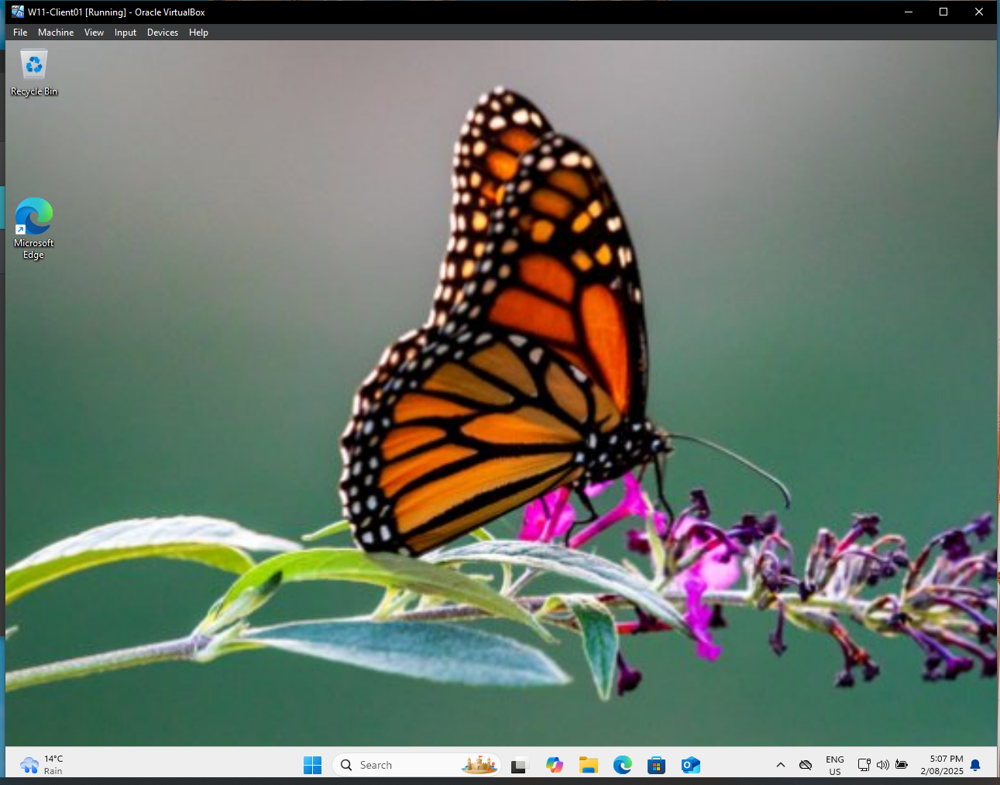 W11-Client01 [Running] - Oracle VirtualBox
File Machine View Input Devices Help
Recycle Bin
Microsoft
Edge
14°C
Rain
Search
ENG
US
5:07 PM
2/08/2025